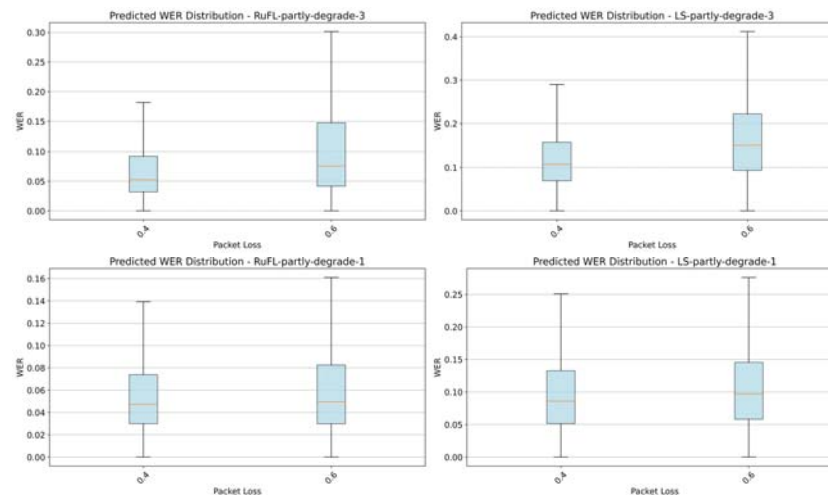 Predicted WER Distribution - RuFL-partly-degrade-3
0.30
0.25
0.20
0.15
0.10
0.05
0.00
WER
0.4
0.6
Packet Loss
Predicted WER Distribution - LS-partly-degrade-3
0.4
0.3
0.2
0.1
0.0
WER
0.4
0.6
Packet Loss
Predicted WER Distribution - RuFL-partly-degrade-1
0.16
0.14
0.12
0.10
0.08
0.06
0.04
0.02
0.00
WER
0.4
0.6
Packet Loss
Predicted WER Distribution - LS-partly-degrade-1
0.25
0.20
0.15
0.10
0.05
0.00
WER
0.4
0.6
Packet Loss